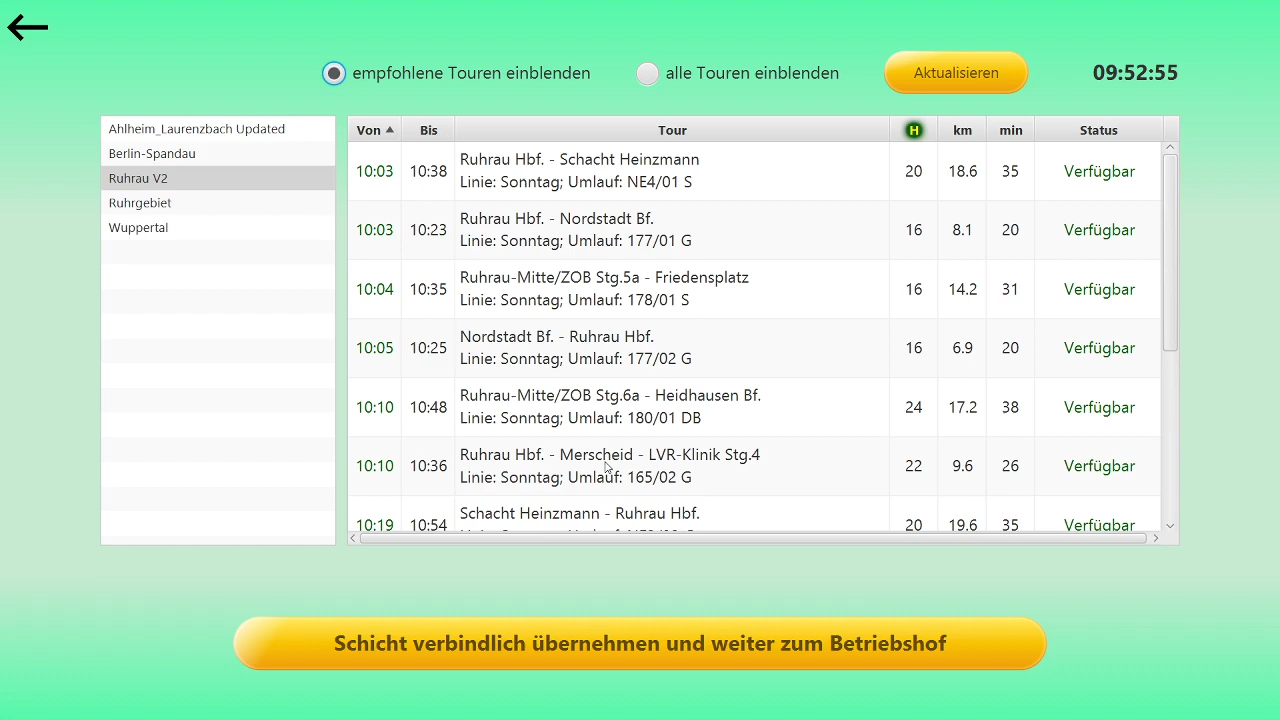 empfohlene Touren einblenden
alle Touren einblenden
Aktualisieren
09:52:55
Ahlheim_Laurenzbach Updated
Berlin-Spandau
Ruhrau V2
Ruhrgebiet
Wuppertal
Von Bis Tour H km min Status
10:03 10:38 Ruhrau Hbf. - Schacht Heinzmann 20 18.6 35 Verfügbar
Linie: Sonntag; Umlauf: NE4/01 S
10:03 10:23 Ruhrau Hbf. - Nordstadt Bf. 16 8.1 20 Verfügbar
Linie: Sonntag; Umlauf: 177/01 G
10:04 10:35 Ruhrau-Mitte/ZOB Stg.5a - Friedensplatz 16 14.2 31 Verfügbar
Linie: Sonntag; Umlauf: 178/01 S
10:05 10:25 Nordstadt Bf. - Ruhrau Hbf. 16 6.9 20 Verfügbar
Linie: Sonntag; Umlauf: 177/02 G
10:10 10:48 Ruhrau-Mitte/ZOB Stg.6a - Heidhausen Bf. 24 17.2 38 Verfügbar
Linie: Sonntag; Umlauf: 180/01 DB
10:10 10:36 Ruhrau Hbf. - Merscheid - LVR-Klinik Stg.4 22 9.6 26 Verfügbar
Linie: Sonntag; Umlauf: 165/02 G
10:19 10:54 Schacht Heinzmann - Ruhrau Hbf. 20 19.6 35 Verfügbar
Schicht verbindlich übernehmen und weiter zum Betriebshof